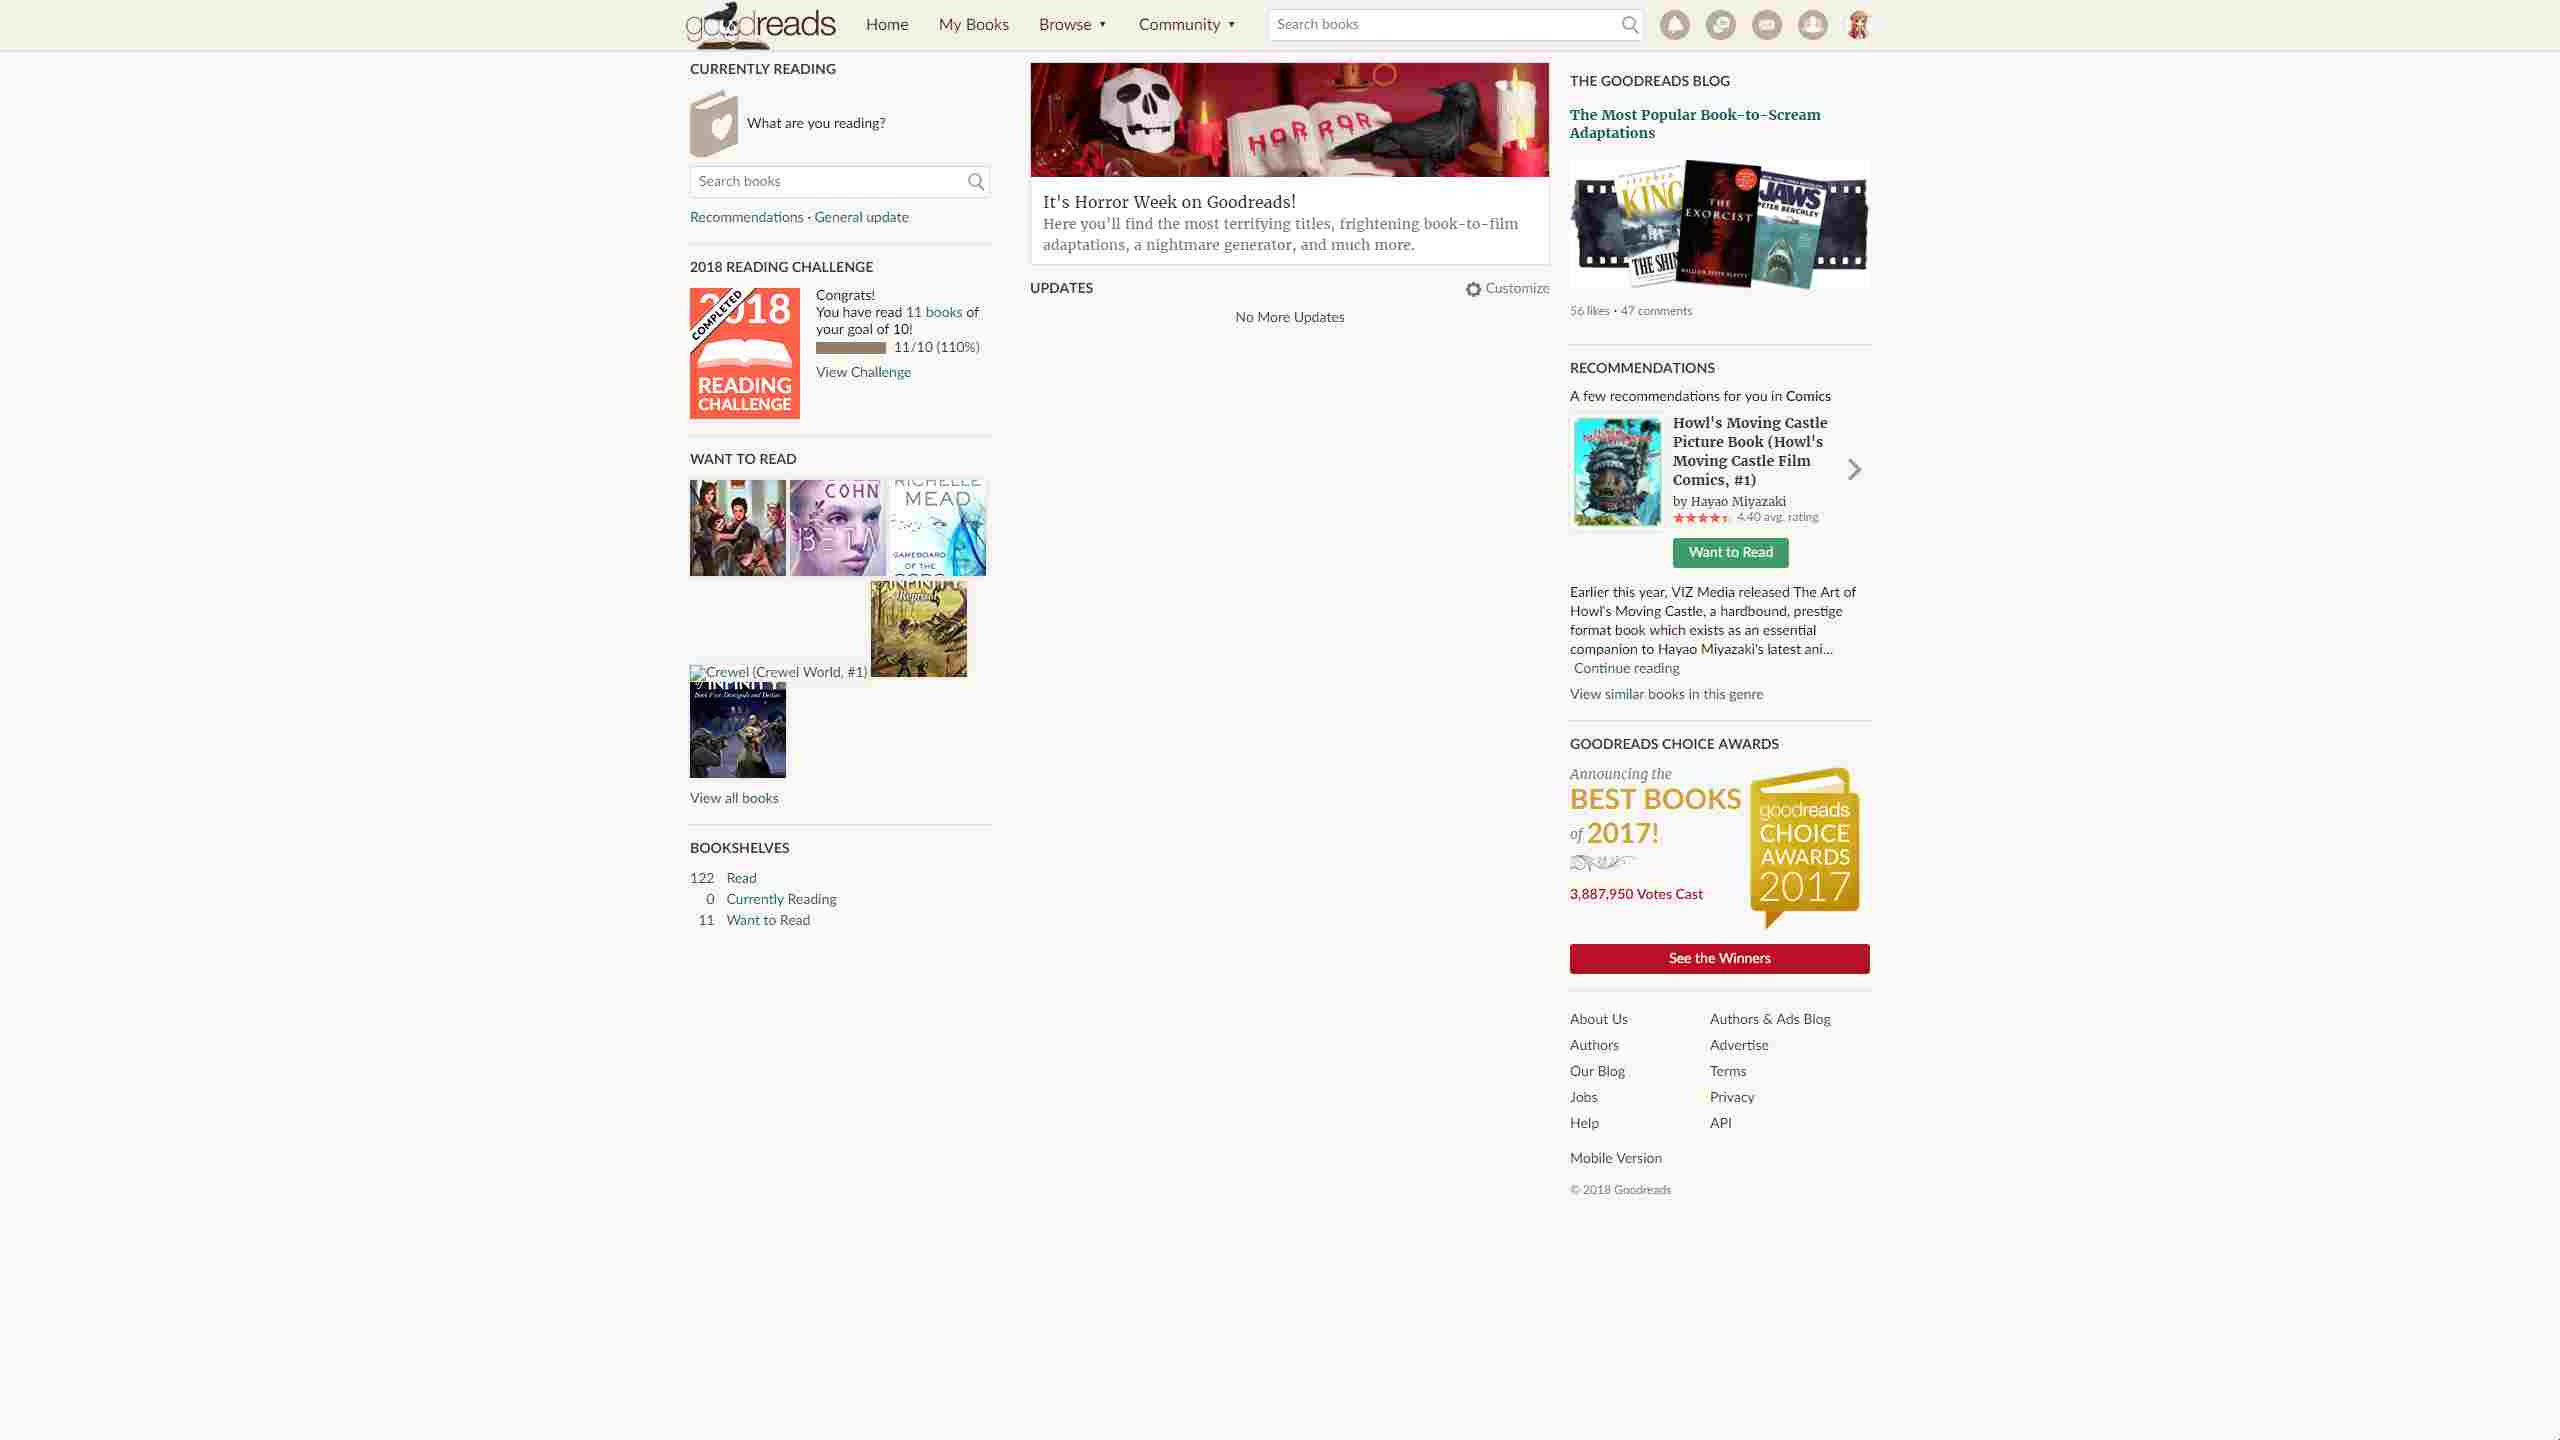 goodreads
Home
My Books
Browse ▼
Community ▼
Search books
CURRENTLY READING
What are you reading?
Search books
Recommendations · General update
2018 READING CHALLENGE
COMPLETED
2018
READING
CHALLENGE
Congrats!
You have read 11 books of
your goal of 10!
11/10 (110%)
View Challenge
WANT TO READ
COHN
BETA
RICHELLE
MEAD
GAMEBOARD
OF THE
GODS
Crewel (Crewel World, #1)
INFINITY
View all books
BOOKSHELVES
122 Read
0 Currently Reading
11 Want to Read
HORROR
It's Horror Week on Goodreads!
Here you'll find the most terrifying titles, frightening book-to-film
adaptations, a nightmare generator, and much more.
UPDATES
Customize
No More Updates
THE GOODREADS BLOG
The Most Popular Book-to-Scream
Adaptations
KING
THE SHIN
THE
EXORCIST
WILLIAM PETER BLATTY
JAWS
PETER BENCHLEY
56 likes • 47 comments
RECOMMENDATIONS
A few recommendations for you in Comics
Howl's Moving Castle
Picture Book (Howl's
Moving Castle Film
Comics, #1)
by Hayao Miyazaki
4.40 avg. rating
Want to Read
Earlier this year, VIZ Media released The Art of
Howl's Moving Castle, a hardbound, prestige
format book which exists as an essential
companion to Hayao Miyazaki's latest ani…
Continue reading
View similar books in this genre
GOODREADS CHOICE AWARDS
Announcing the
BEST BOOKS
of 2017!
3,887,950 Votes Cast
goodreads
CHOICE
AWARDS
2017
See the Winners
About Us
Authors
Our Blog
Jobs
Help
Authors & Ads Blog
Advertise
Terms
Privacy
API
Mobile Version
© 2018 Goodreads